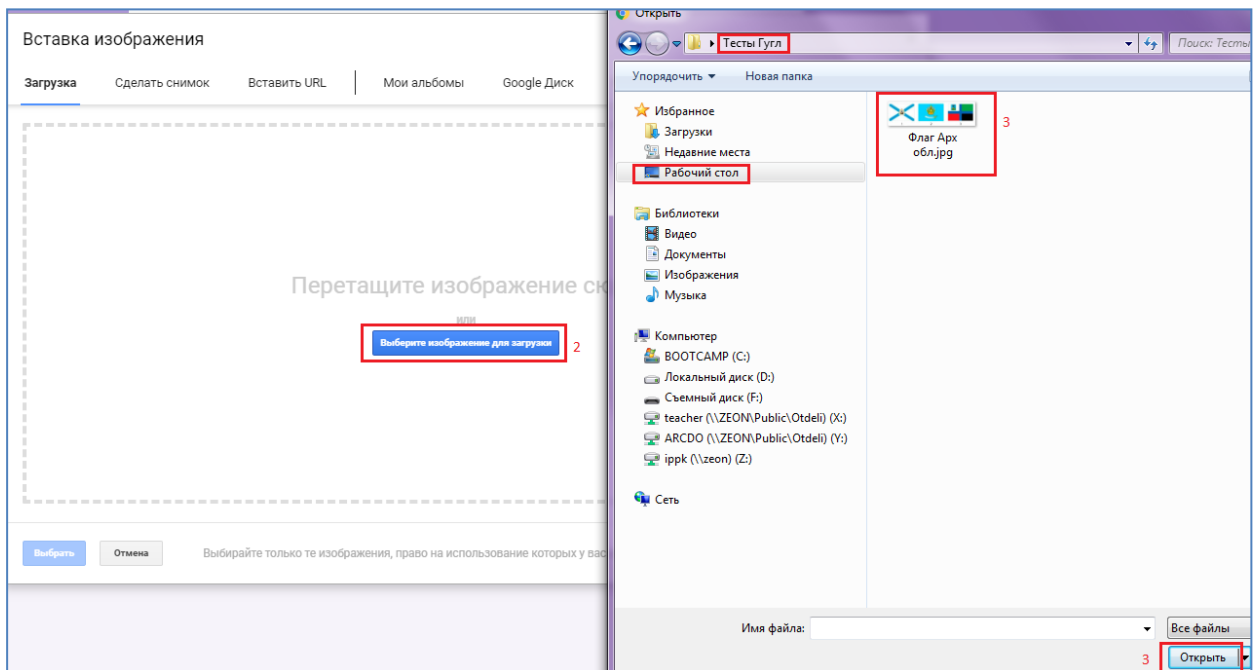 Вставка изображения
Загрузка
Сделать снимок
Вставить URL
Мои альбомы
Google Диск
Перетащите изображение
или
Выберите изображение для загрузки
2
Выбрать
Отмена
Выбирайте только те изображения, право на использование которых у вас
Открыть
Тесты Гугл
Поиск: Тесты
Упорядочить
Новая папка
Избранное
Загрузки
Недавние места
Рабочий стол
Библиотеки
Видео
Документы
Изображения
Музыка
Компьютер
BOOTCAMP (C:)
Локальный диск (D:)
Съемный диск (F:)
teacher (\\ZEON\Public\Otdeli) (X:)
ARCDO (\\ZEON\Public\Otdeli) (Y:)
ippk (\\zeon) (Z:)
Сеть
Флаг Арх
обл.jpg
3
Имя файла:
Все файлы
3
Открыть